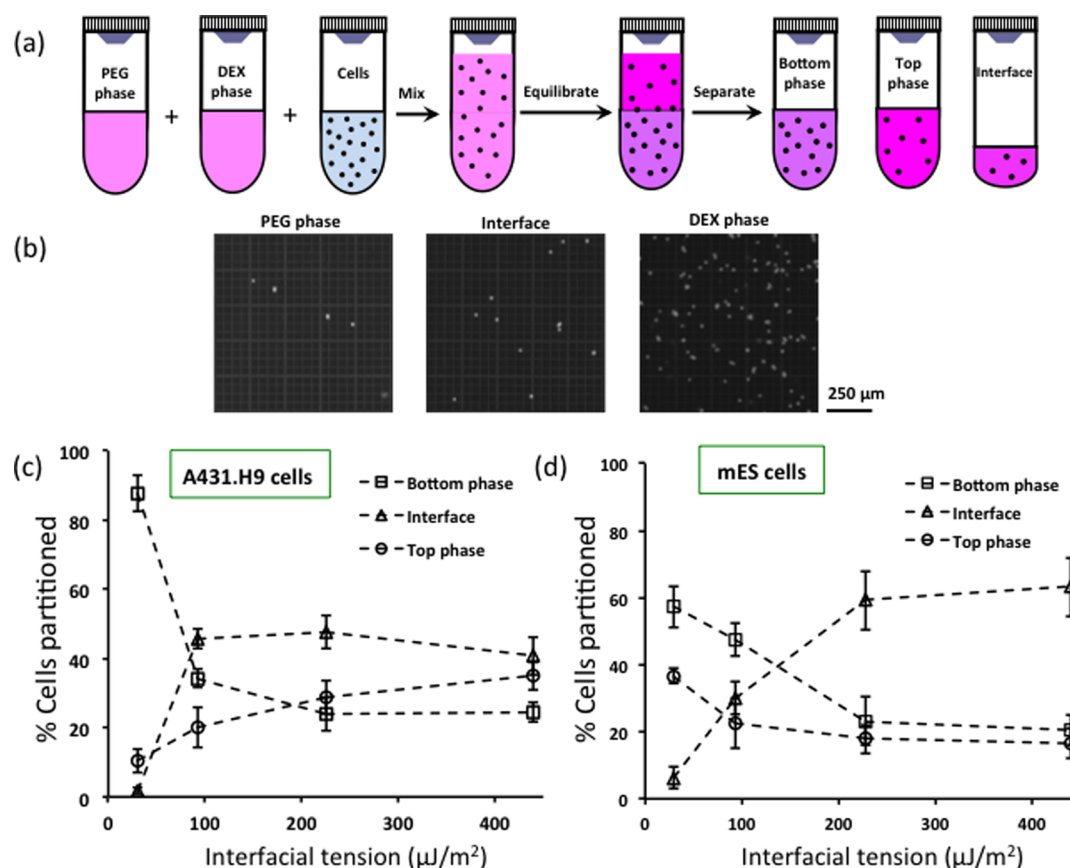 (a)
PEG
phase
+
DEX
phase
+
Cells
Mix
Equilibrate
Separate
Bottom
phase
Top
phase
Interface
(b)
PEG phase
Interface
DEX phase
250 μm
(c)
A431.H9 cells
Bottom phase
Interface
Top phase
% Cells partitioned
100
80
60
40
20
0
0 100 200 300 400
Interfacial tension (μJ/m²)
(d)
mES cells
Bottom phase
Interface
Top phase
% Cells partitioned
100
80
60
40
20
0
0 100 200 300 400
Interfacial tension (μJ/m²)